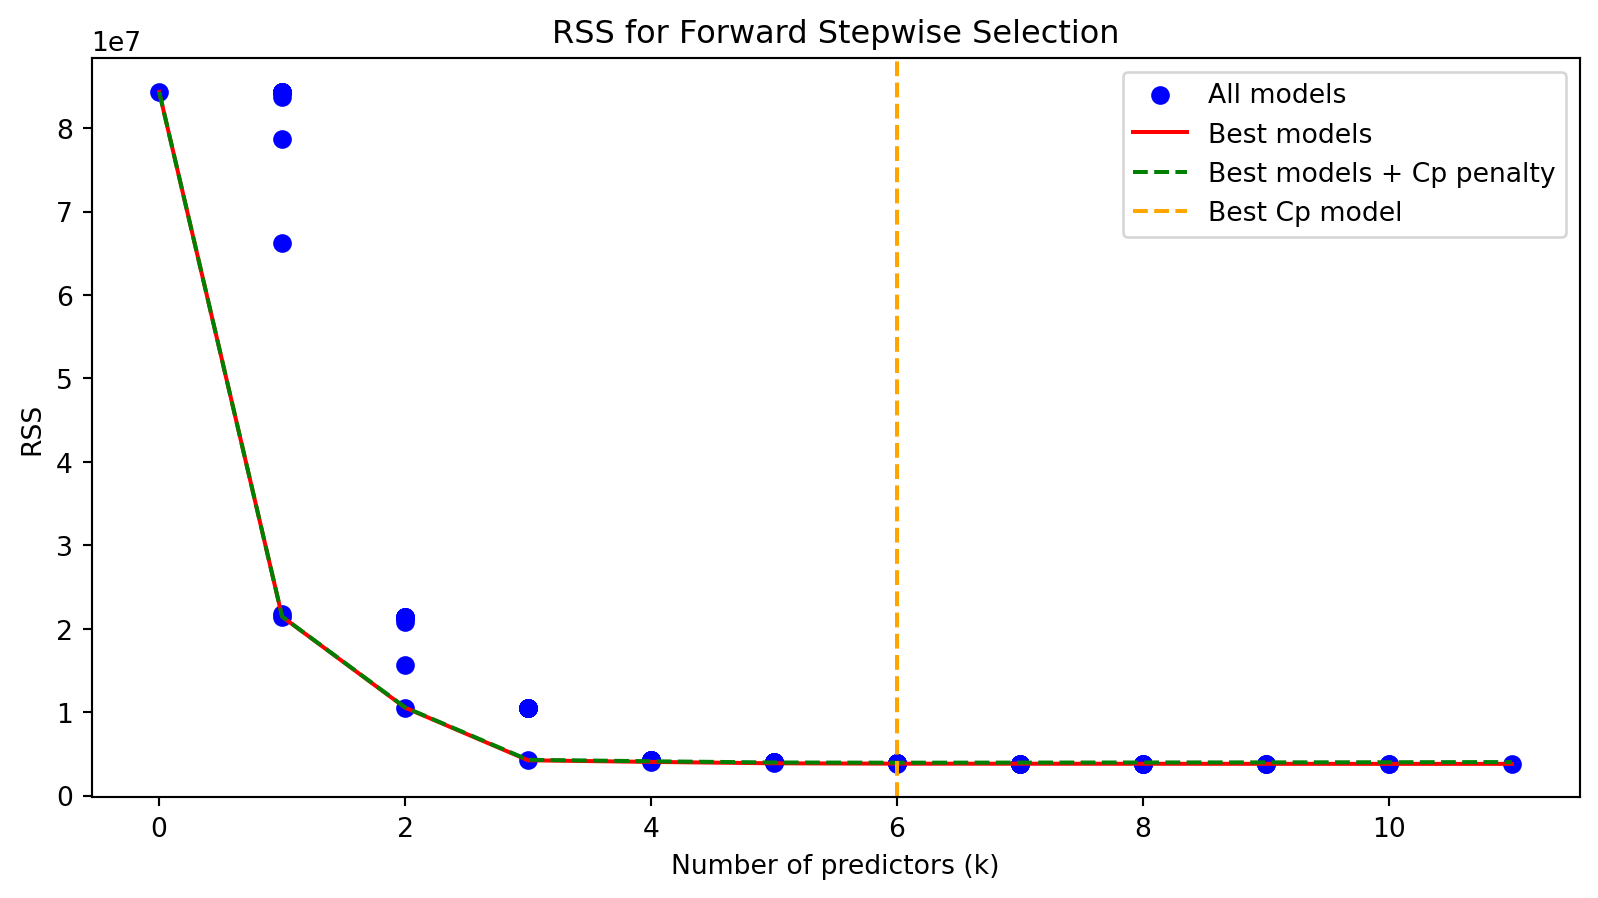 RSS for Forward Stepwise Selection
1e7
All models
Best models
Best models + Cp penalty
Best Cp model
8
7
6
5
4
3
2
1
0
RSS
0 2 4 6 8 10
Number of predictors (k)